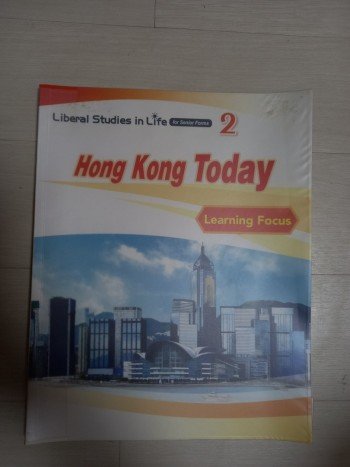 Liberal Studies in Life for Senior Forms 2
Hong Kong Today
Learning Focus